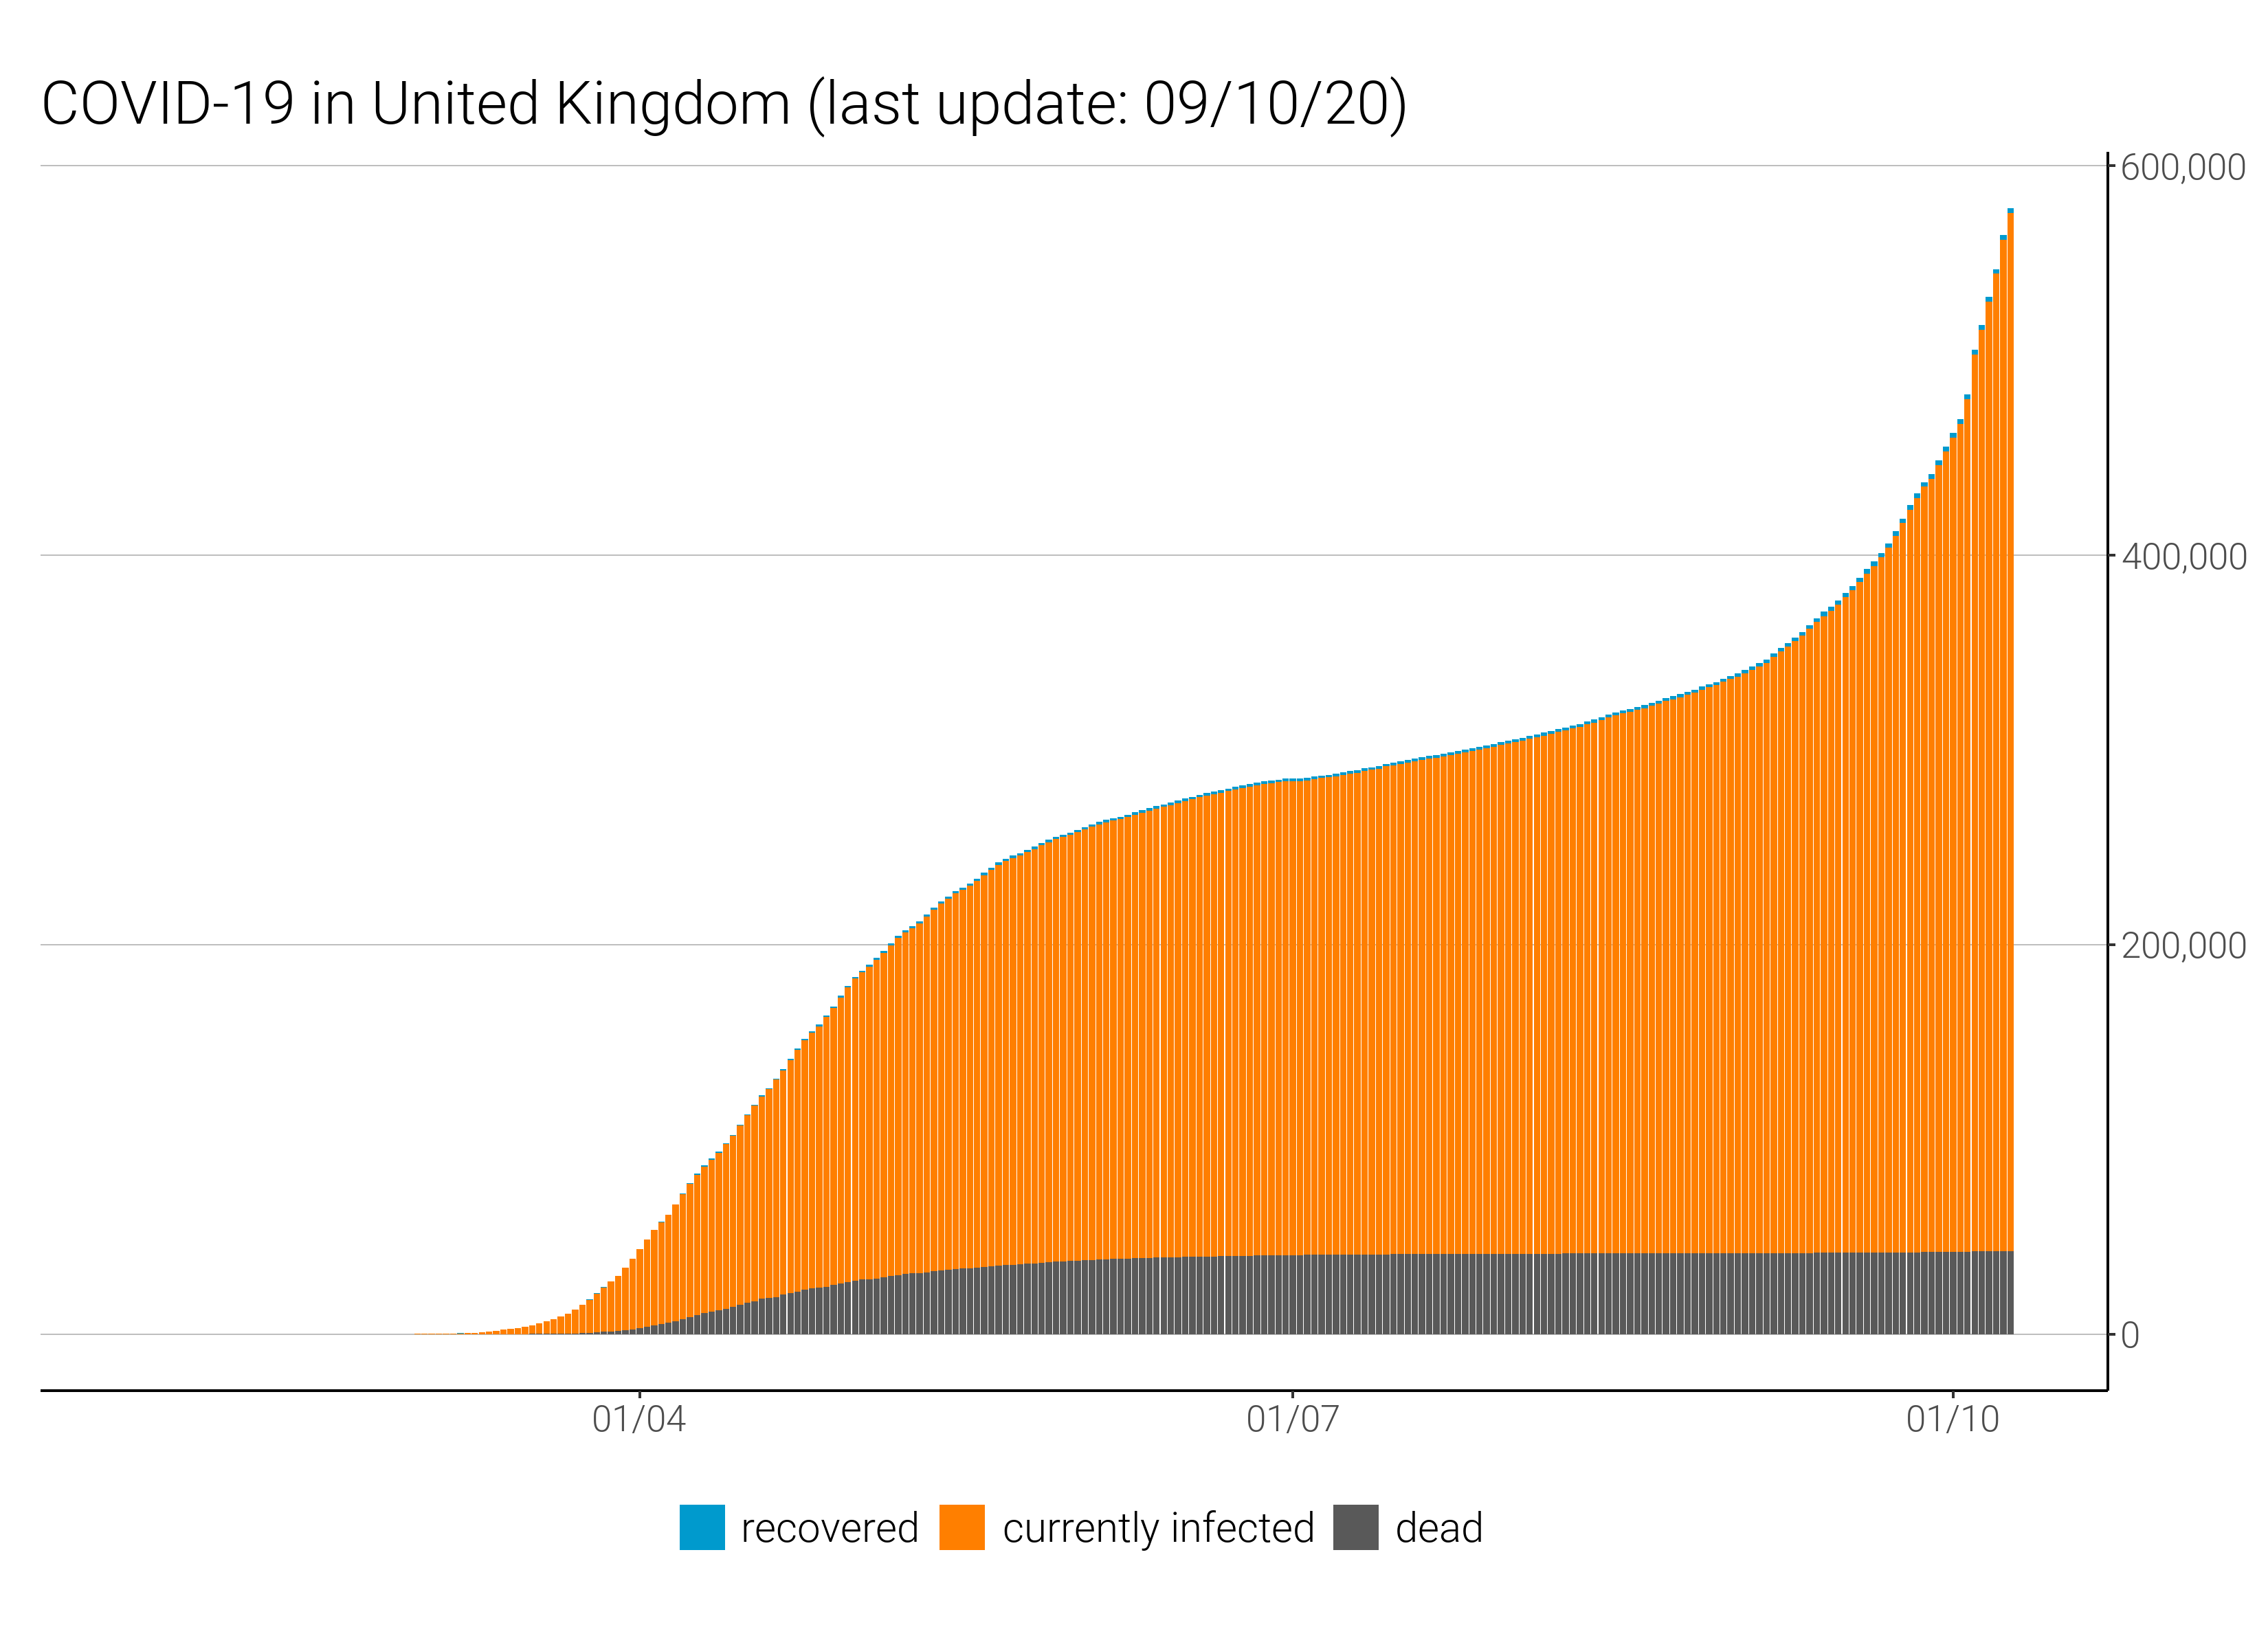 COVID-19 in United Kingdom (last update: 09/10/20)
600,000
400,000
200,000
0
01/04 01/07 01/10
recovered currently infected dead